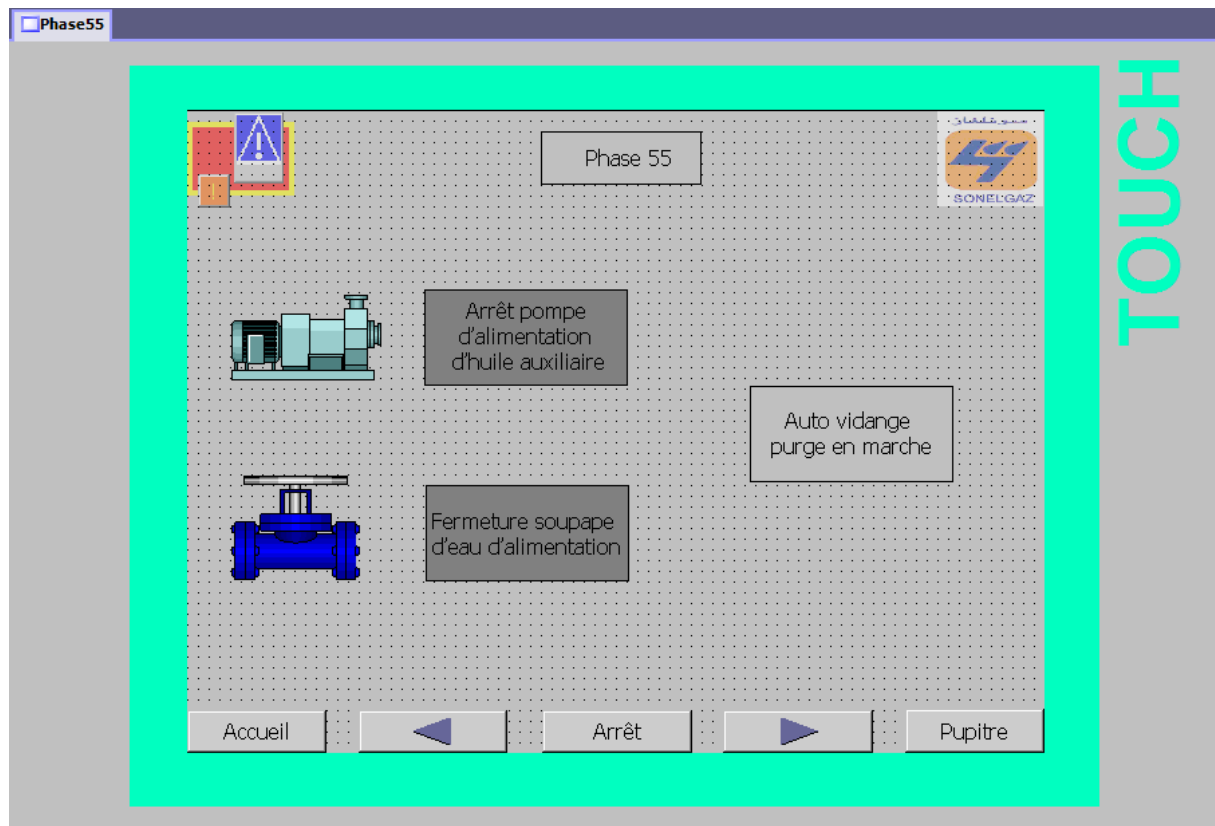 Phase55
TOUCH
Phase 55
سونلغاز
SONELGAZ
Arrêt pompe
d'alimentation
d'huile auxiliaire
Auto vidange
purge en marche
Fermeture soupape
d'eau d'alimentation
Accueil
Arrêt
Pupitre